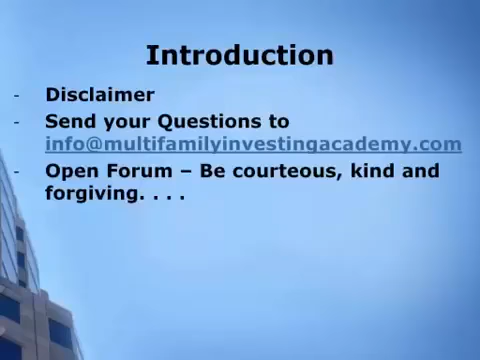 Introduction
- Disclaimer
- Send your Questions to
info@multifamilyinvestingacademy.com
- Open Forum – Be courteous, kind and
forgiving. . . .